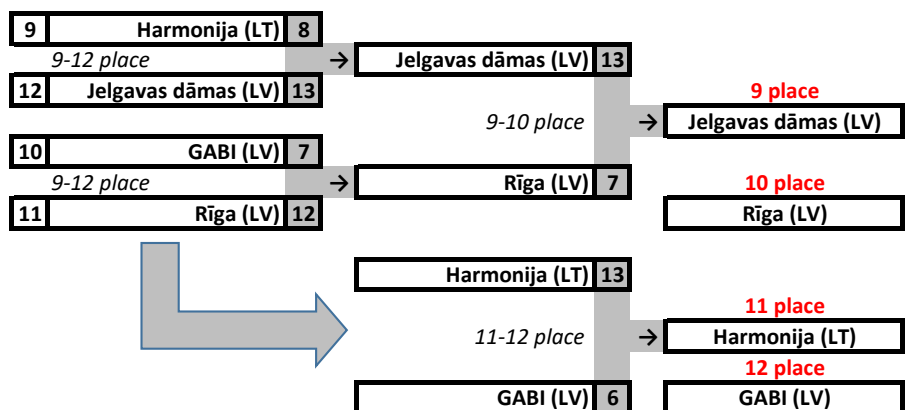 9 Harmonija (LT) 8
9-12 place → Jelgavas dāmas (LV) 13
12 Jelgavas dāmas (LV) 13 9 place
9-10 place → Jelgavas dāmas (LV)
10 GABI (LV) 7
9-12 place → Rīga (LV) 7 10 place
11 Rīga (LV) 12 Rīga (LV)
Harmonija (LT) 13
11 place
11-12 place → Harmonija (LT)
12 place
GABI (LV) 6 GABI (LV)